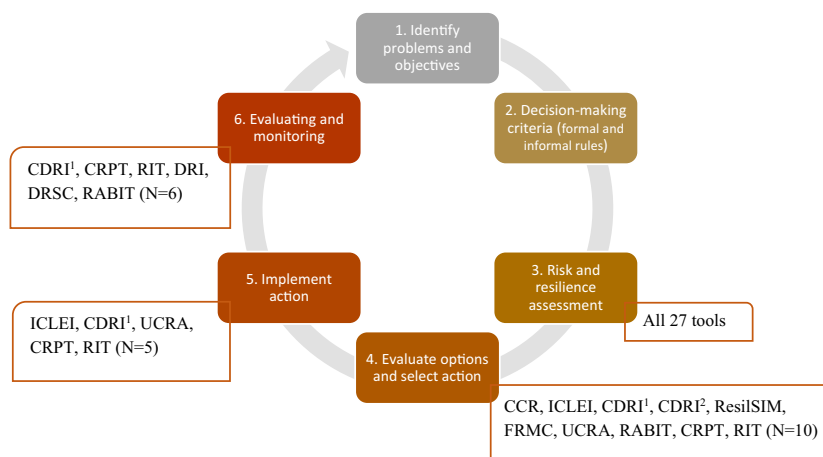 1. Identify
problems and
objectives
2. Decision-making
criteria (formal and
informal rules)
3. Risk and
resilience
assessment
All 27 tools
4. Evaluate options
and select action
CCR, ICLEI, CDRI¹, CDRI², ResilSIM,
FRMC, UCRA, RABIT, CRPT, RIT (N=10)
5. Implement
action
ICLEI, CDRI¹, UCRA,
CRPT, RIT (N=5)
6. Evaluating and
monitoring
CDRI¹, CRPT, RIT, DRI,
DRSC, RABIT (N=6)